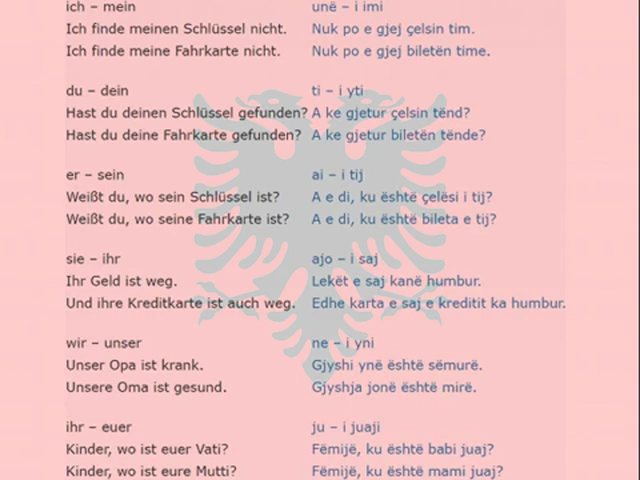 ich – mein unë – i imi
Ich finde meinen Schlüssel nicht. Nuk po e gjej çelsin tim.
Ich finde meine Fahrkarte nicht. Nuk po e gjej biletën time.
du – dein ti – i yti
Hast du deinen Schlüssel gefunden? A ke gjetur çelsin tënd?
Hast du deine Fahrkarte gefunden? A ke gjetur biletën tënde?
er – sein ai – i tij
Weißt du, wo sein Schlüssel ist? A e di, ku është çelësi i tij?
Weißt du, wo seine Fahrkarte ist? A e di, ku është bileta e tij?
sie – ihr ajo – i saj
Ihr Geld ist weg. Lekët e saj kanë humbur.
Und ihre Kreditkarte ist auch weg. Edhe karta e saj e kreditit ka humbur.
wir – unser ne – i yni
Unser Opa ist krank. Gjyshi ynë është sëmurë.
Unsere Oma ist gesund. Gjyshja jonë është mirë.
ihr – euer ju – i juaji
Kinder, wo ist euer Vati? Fëmijë, ku është babi juaj?
Kinder, wo ist eure Mutti? Fëmijë, ku është mami juaj?